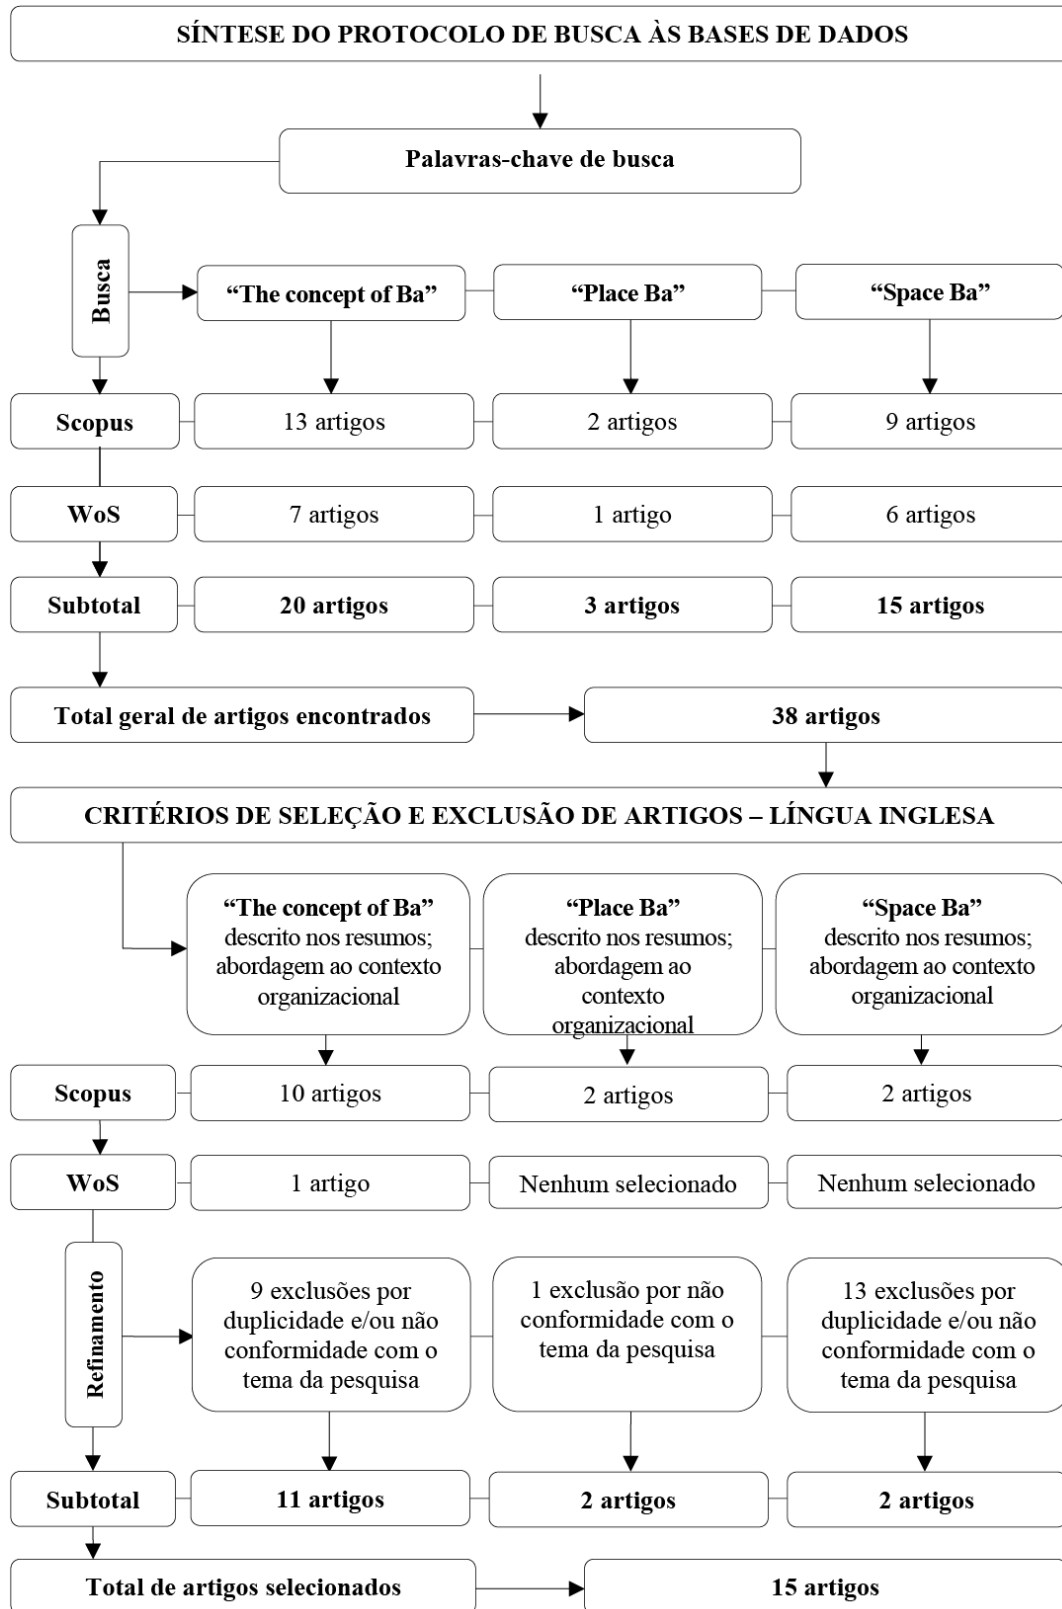 SÍNTESE DO PROTOCOLO DE BUSCA ÀS BASES DE DADOS
Palavras-chave de busca
Busca
“The concept of Ba”
“Place Ba”
“Space Ba”
Scopus
13 artigos
2 artigos
9 artigos
WoS
7 artigos
1 artigo
6 artigos
Subtotal
20 artigos
3 artigos
15 artigos
Total geral de artigos encontrados
38 artigos
CRITÉRIOS DE SELEÇÃO E EXCLUSÃO DE ARTIGOS – LÍNGUA INGLESA
“The concept of Ba”
descrito nos resumos;
abordagem ao contexto
organizacional
“Place Ba”
descrito nos resumos;
abordagem ao
contexto
organizacional
“Space Ba”
descrito nos resumos;
abordagem ao contexto
organizacional
Scopus
10 artigos
2 artigos
2 artigos
WoS
1 artigo
Nenhum selecionado
Nenhum selecionado
Refinamento
9 exclusões por
duplicidade e/ou não
conformidade com o
tema da pesquisa
1 exclusão por não
conformidade com o
tema da pesquisa
13 exclusões por
duplicidade e/ou não
conformidade com o
tema da pesquisa
Subtotal
11 artigos
2 artigos
2 artigos
Total de artigos selecionados
15 artigos